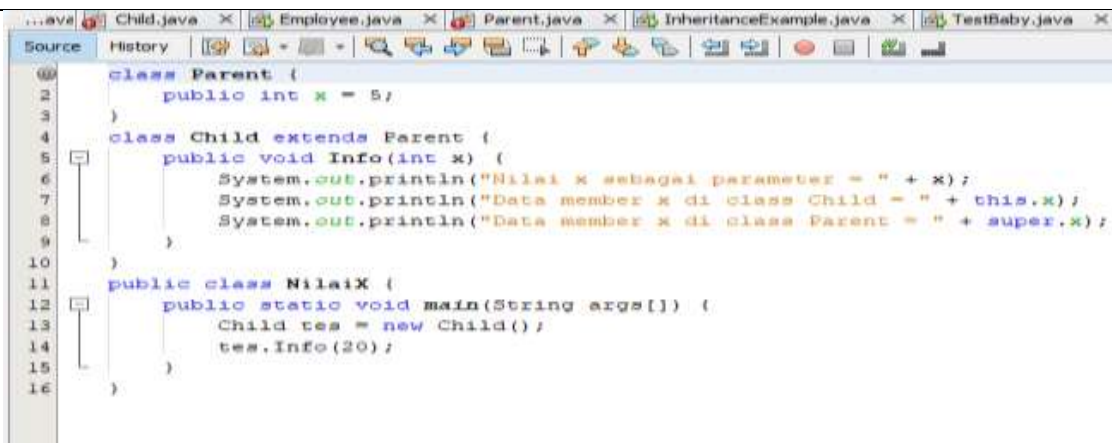 ...ava Child.java × Employee.java × Parent.java × InheritanceExample.java × TestBaby.java ×
Source History
class Parent {
2 public int x = 5;
3 }
4 class Child extends Parent {
5 public void Info(int x) {
6 System.out.println("Nilai x sebagai parameter = " + x);
7 System.out.println("Data member x di class Child = " + this.x);
8 System.out.println("Data member x di class Parent = " + super.x);
9 }
10 }
11 public class NilaiX {
12 public static void main(String args[]) {
13 Child tes = new Child();
14 tes.Info(20);
15 }
16 }